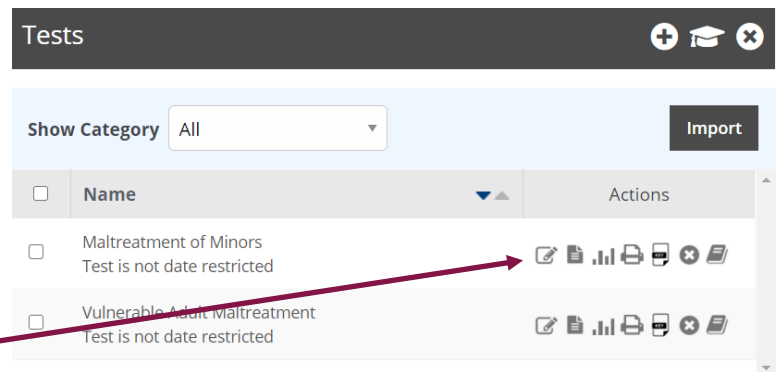 Tests
Show Category All Import
Name Actions
Maltreatment of Minors
Test is not date restricted
Vulnerable Adult Maltreatment
Test is not date restricted